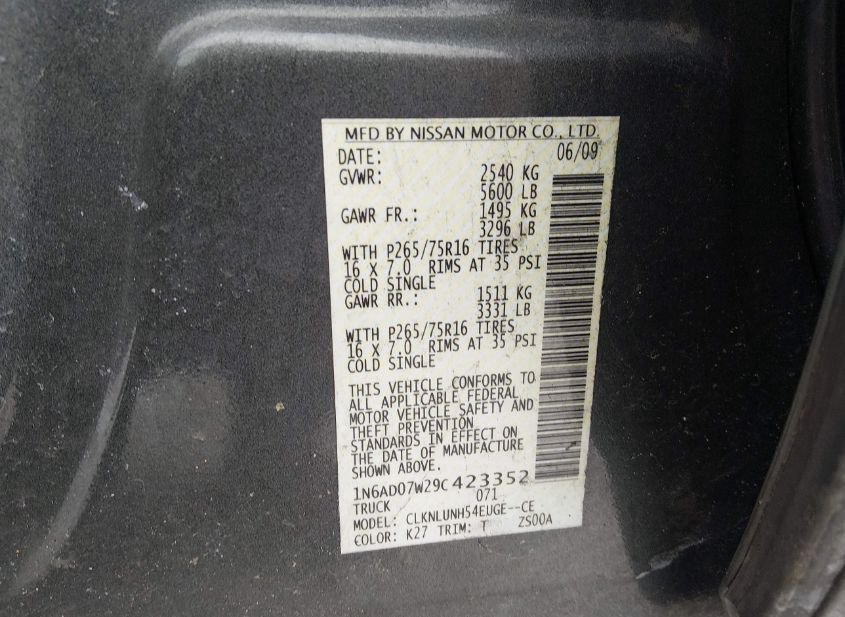 MFD BY NISSAN MOTOR CO., LTD.
DATE: 06/09
GVWR: 2540 KG
5600 LB
GAWR FR.: 1495 KG
3296 LB
WITH P265/75R16 TIRES
16 X 7.0 RIMS AT 35 PSI
COLD SINGLE
GAWR RR.: 1511 KG
3331 LB
WITH P265/75R16 TIRES
16 X 7.0 RIMS AT 35 PSI
COLD SINGLE
THIS VEHICLE CONFORMS TO
ALL APPLICABLE FEDERAL
MOTOR VEHICLE SAFETY AND
THEFT PREVENTION
STANDARDS IN EFFECT ON
THE DATE OF MANUFACTURE
SHOWN ABOVE.
1N6AD07W29C423352
TRUCK 071
MODEL: CLKNLUNH54EUGE--CE
COLOR: K27 TRIM: T ZS00A